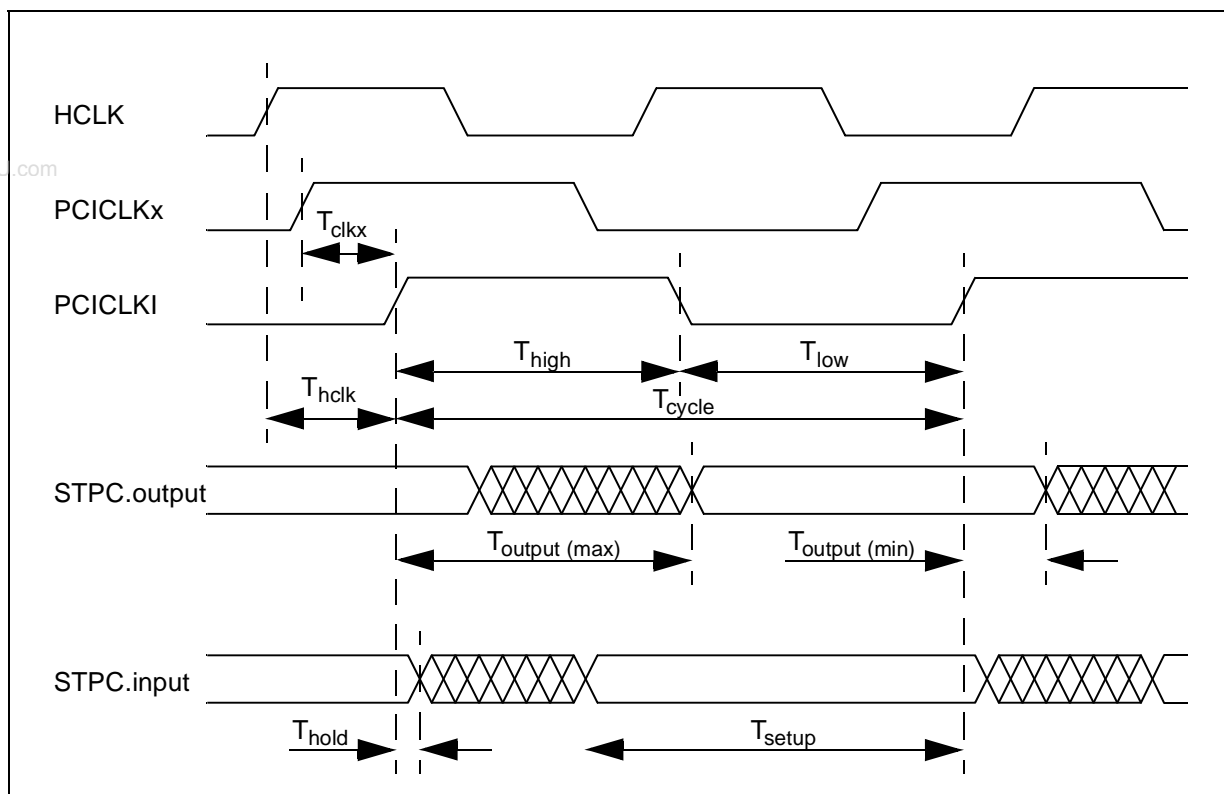 HCLK
U.com
PCICLKx
Tclkx
PCICLKI
Thigh
Tlow
Thclk
Tcycle
STPC.output
Toutput (max)
Toutput (min)
STPC.input
Thold
Tsetup